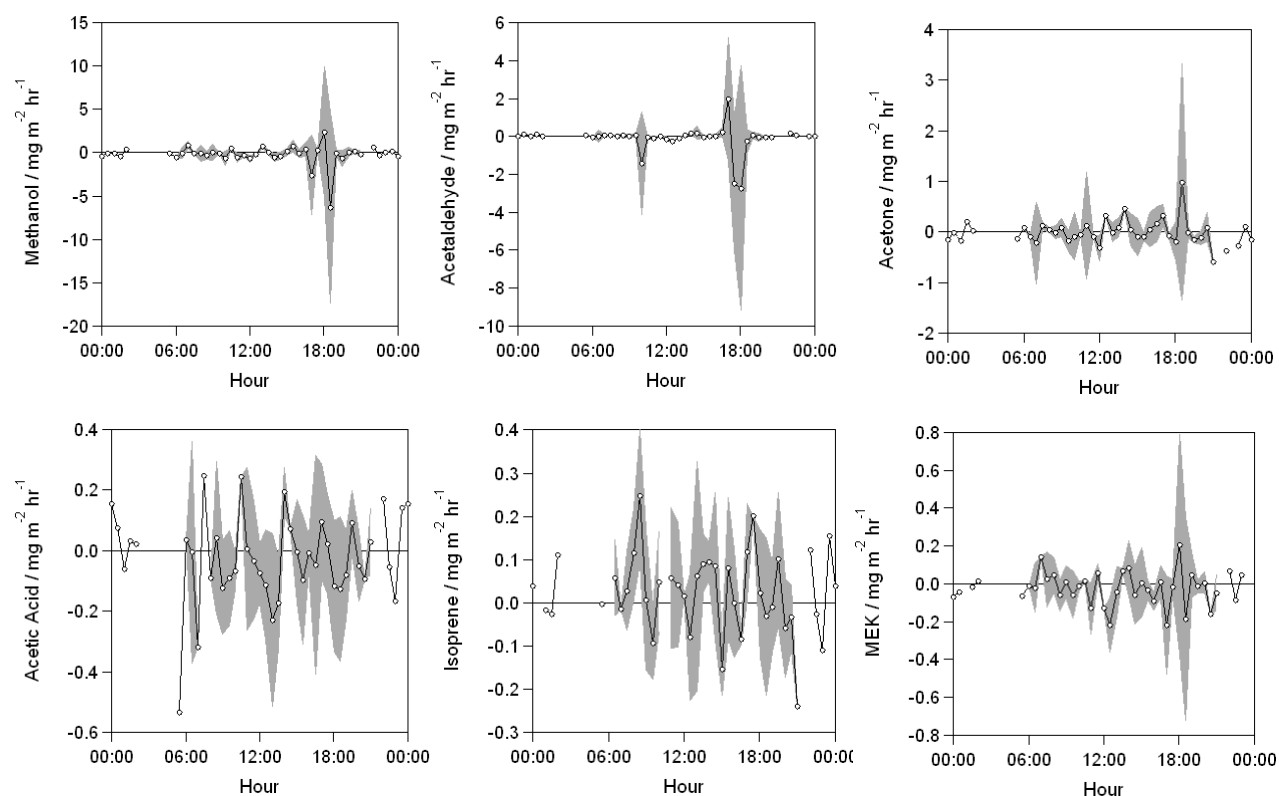 Methanol / mg m⁻² hr⁻¹
15
10
5
0
-5
-10
-15
-20
00:00 06:00 12:00 18:00 00:00
Hour
Acetaldehyde / mg m⁻² hr⁻¹
6
4
2
0
-2
-4
-6
-8
-10
00:00 06:00 12:00 18:00 00:00
Hour
Acetone / mg m⁻² hr⁻¹
4
3
2
1
0
-1
-2
00:00 06:00 12:00 18:00 00:00
Hour
Acetic Acid / mg m⁻² hr⁻¹
0.4
0.2
0.0
-0.2
-0.4
-0.6
00:00 06:00 12:00 18:00 00:00
Hour
Isoprene / mg m⁻² hr⁻¹
0.4
0.3
0.2
0.1
0.0
-0.1
-0.2
-0.3
00:00 06:00 12:00 18:00 00:00
Hour
MEK / mg m⁻² hr⁻¹
0.8
0.6
0.4
0.2
0.0
-0.2
-0.4
-0.6
-0.8
00:00 06:00 12:00 18:00 00:00
Hour